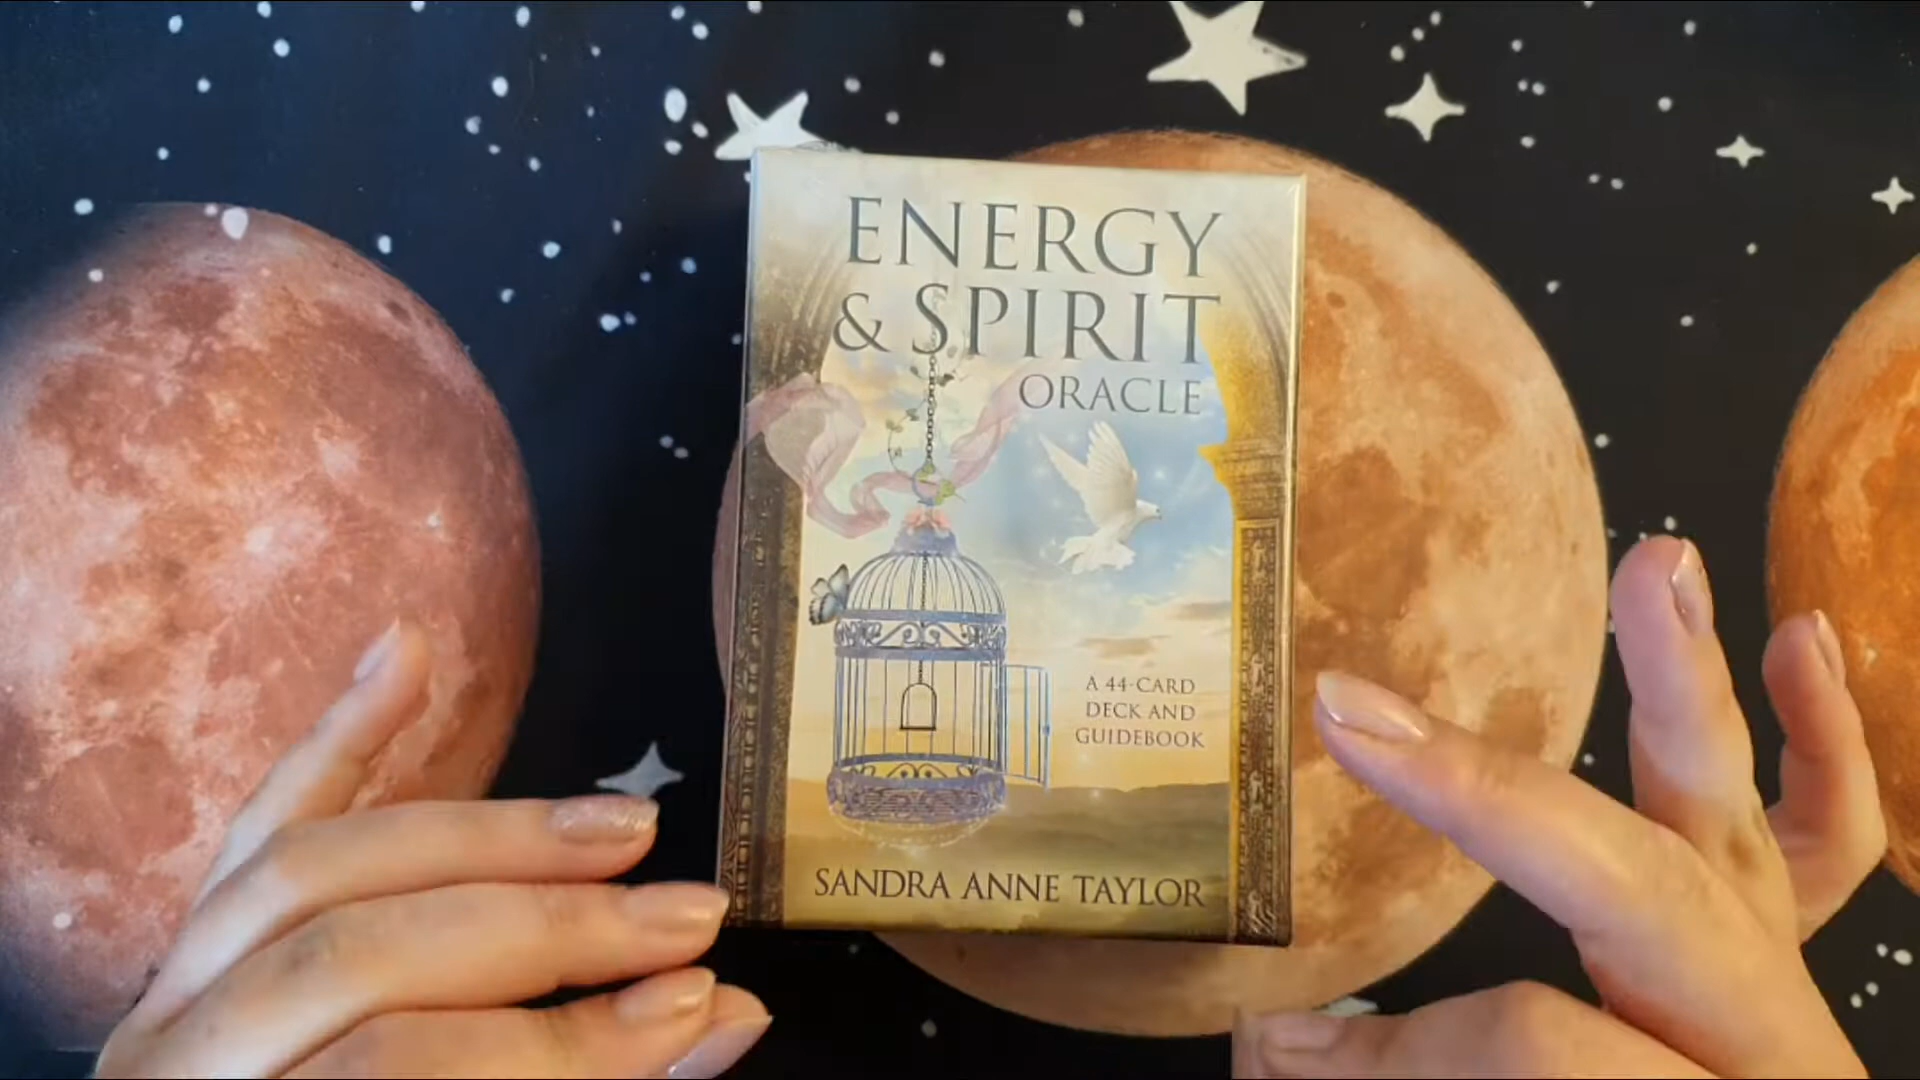 ENERGY
& SPIRIT
ORACLE
A 44-CARD
DECK AND
GUIDEBOOK
SANDRA ANNE TAYLOR